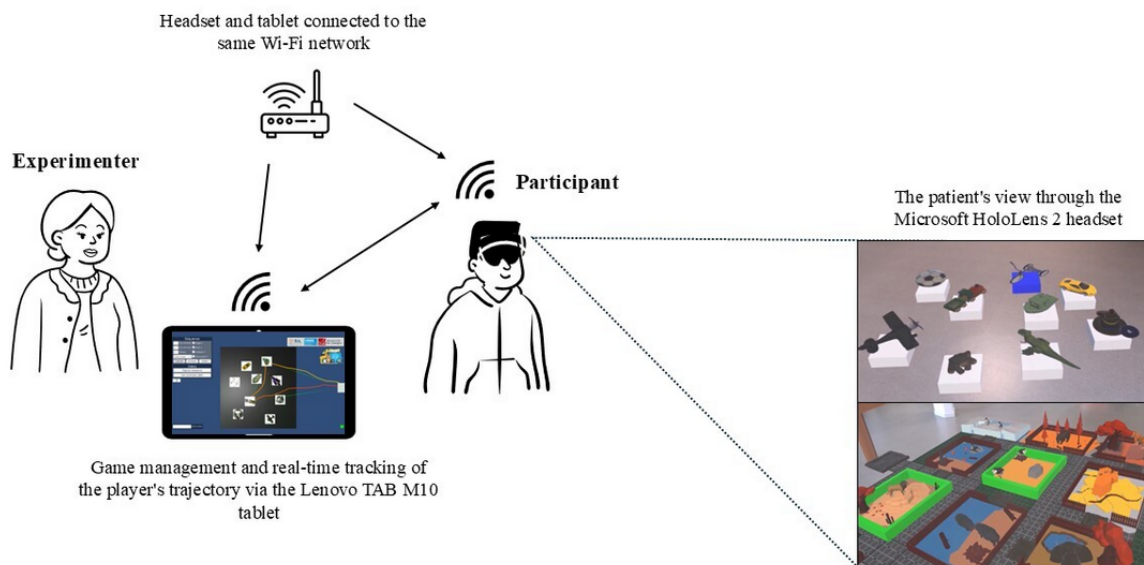 Headset and tablet connected to the
same Wi-Fi network
Experimenter
Participant
The patient's view through the
Microsoft HoloLens 2 headset
Game management and real-time tracking of
the player's trajectory via the Lenovo TAB M10
tablet